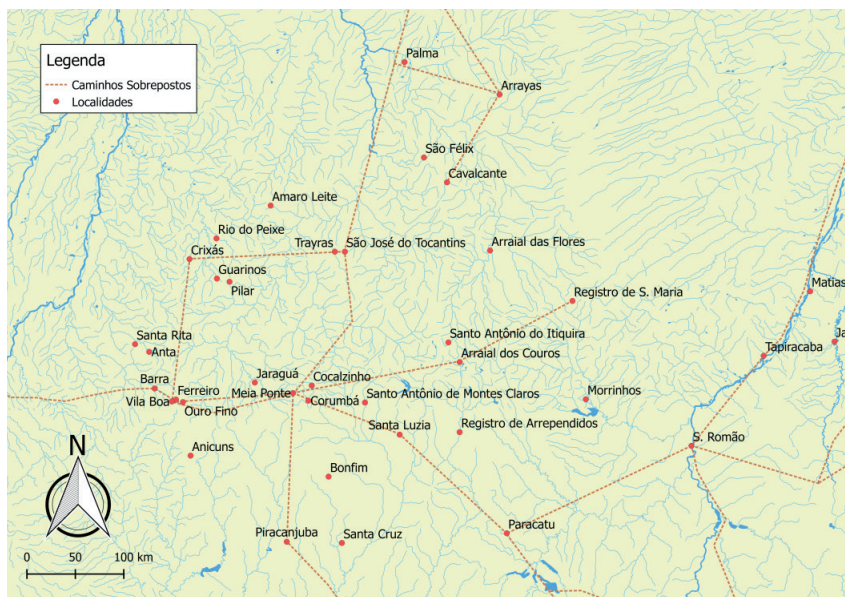 Legenda
Caminhos Sobrepostos
Localidades
Palma
Arrayas
São Félix
Cavalcante
Amaro Leite
Rio do Peixe
Crixás
Trayras
São José do Tocantins
Arraial das Flores
Guarinos
Pilar
Registro de S. Maria
Matias
Santa Rita
Anta
Santo Antônio do Itiquira
Arraial dos Couros
Tapiracaba
Ja
Barra
Ferreiro
Jaraguá
Cocalzinho
Meia Ponte
Vila Boa
Ouro Fino
Corumbá
Santo Antônio de Montes Claros
Morrinhos
Santa Luzia
Registro de Arrependidos
S. Romão
Anicuns
N
Bonfim
Piracanjuba
Santa Cruz
Paracatu
0 50 100 km